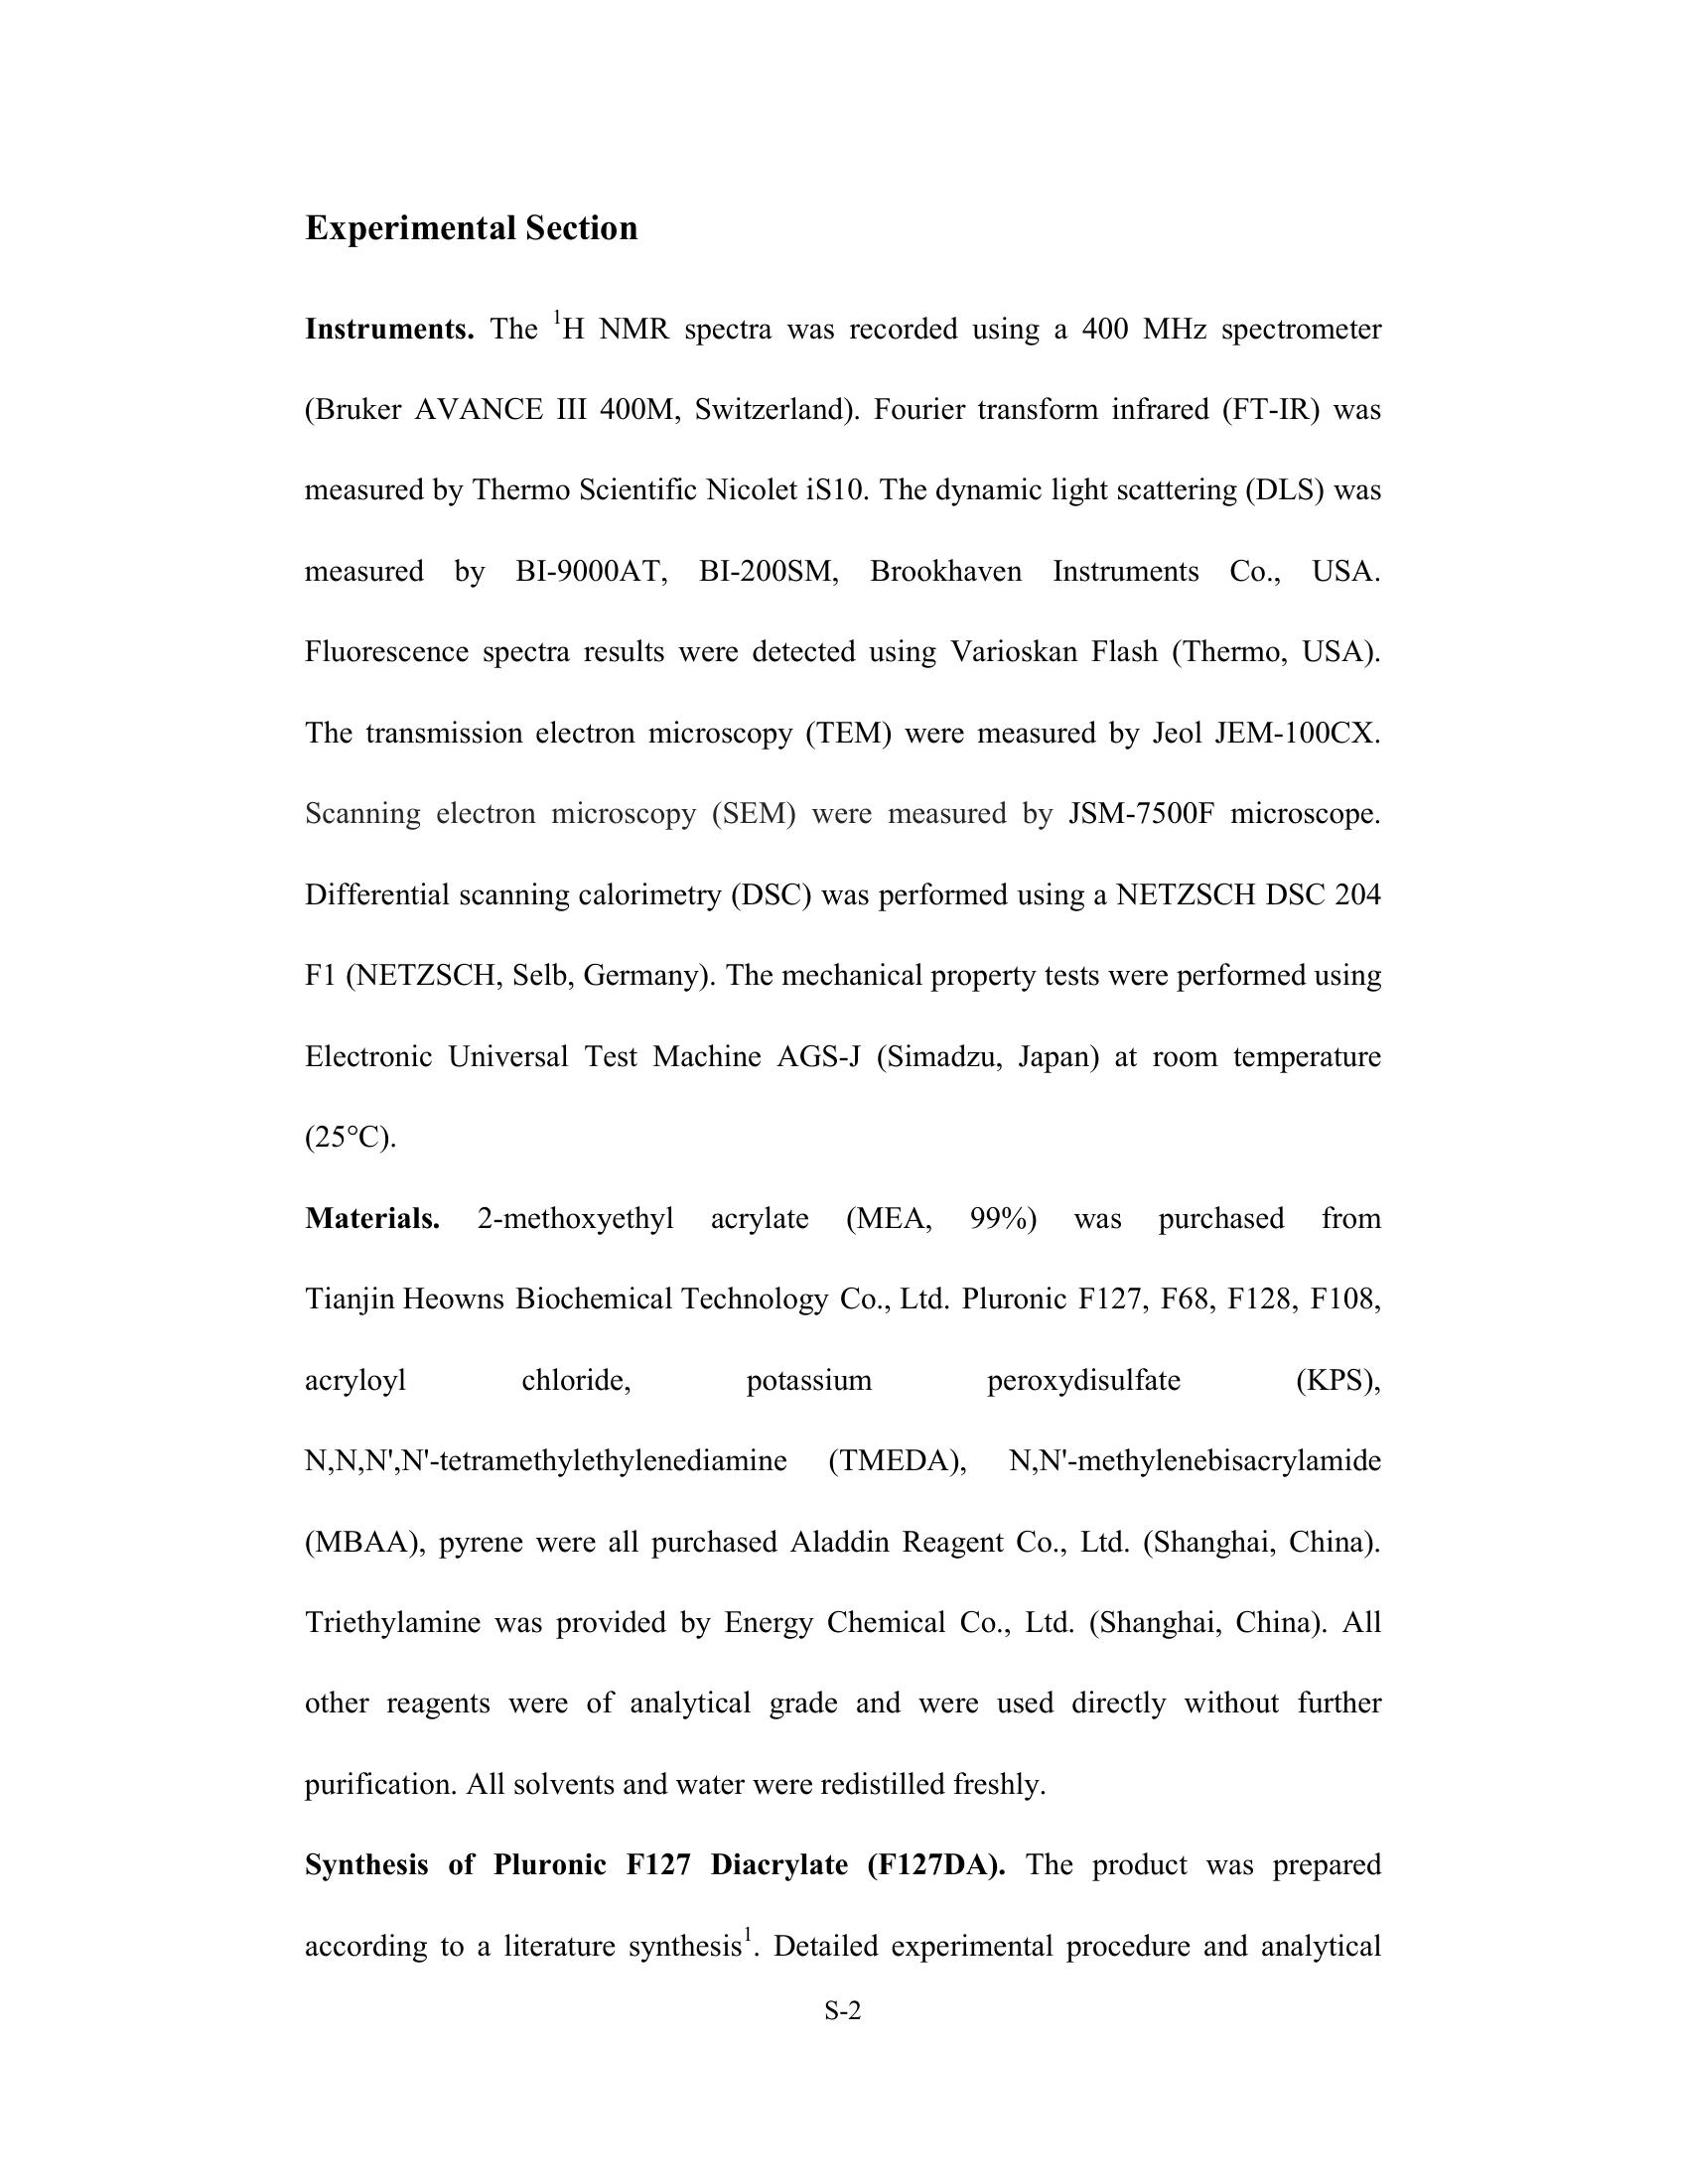 Experimental Section
Instruments. The ¹H NMR spectra was recorded using a 400 MHz spectrometer
(Bruker AVANCE III 400M, Switzerland). Fourier transform infrared (FT-IR) was
measured by Thermo Scientific Nicolet iS10. The dynamic light scattering (DLS) was
measured by BI-9000AT, BI-200SM, Brookhaven Instruments Co., USA.
Fluorescence spectra results were detected using Varioskan Flash (Thermo, USA).
The transmission electron microscopy (TEM) were measured by Jeol JEM-100CX.
Scanning electron microscopy (SEM) were measured by JSM-7500F microscope.
Differential scanning calorimetry (DSC) was performed using a NETZSCH DSC 204
F1 (NETZSCH, Selb, Germany). The mechanical property tests were performed using
Electronic Universal Test Machine AGS-J (Simadzu, Japan) at room temperature
(25°C).
Materials. 2-methoxyethyl acrylate (MEA, 99%) was purchased from
Tianjin Heowns Biochemical Technology Co., Ltd. Pluronic F127, F68, F128, F108,
acryloyl chloride, potassium peroxydisulfate (KPS),
N,N,N',N'-tetramethylethylenediamine (TMEDA), N,N'-methylenebisacrylamide
(MBAA), pyrene were all purchased Aladdin Reagent Co., Ltd. (Shanghai, China).
Triethylamine was provided by Energy Chemical Co., Ltd. (Shanghai, China). All
other reagents were of analytical grade and were used directly without further
purification. All solvents and water were redistilled freshly.
Synthesis of Pluronic F127 Diacrylate (F127DA). The product was prepared
according to a literature synthesis¹. Detailed experimental procedure and analytical
S-2